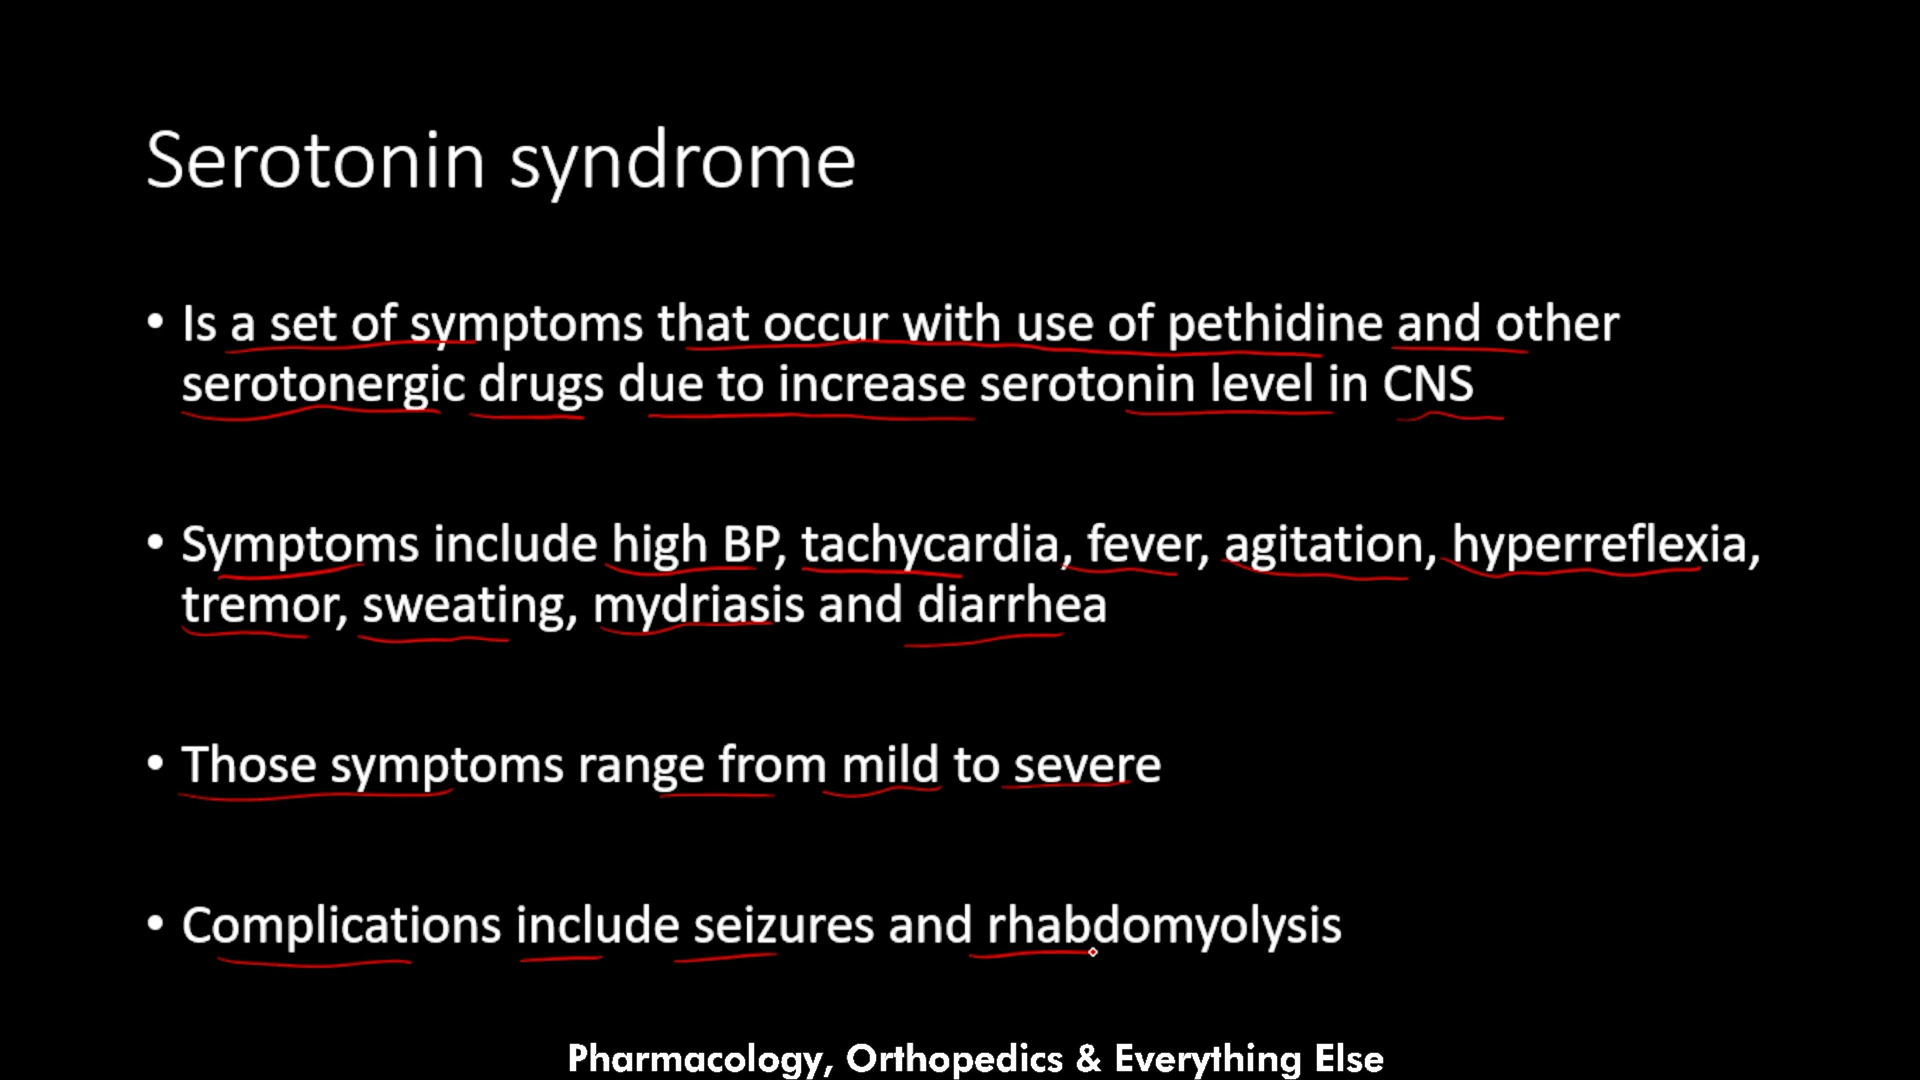 Serotonin syndrome
• Is a set of symptoms that occur with use of pethidine and other
serotonergic drugs due to increase serotonin level in CNS
• Symptoms include high BP, tachycardia, fever, agitation, hyperreflexia,
tremor, sweating, mydriasis and diarrhea
• Those symptoms range from mild to severe
• Complications include seizures and rhabdomyolysis
Pharmacology, Orthopedics & Everything Else